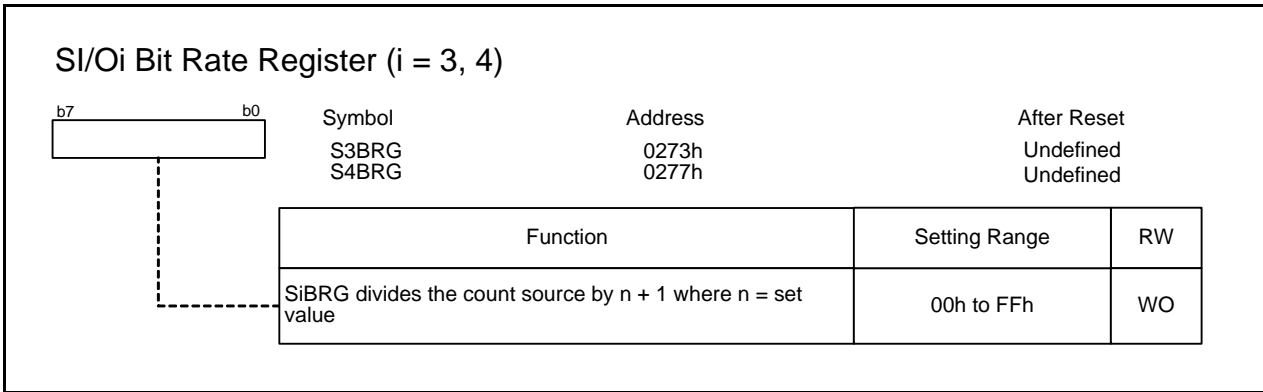 SI/Oi Bit Rate Register (i = 3, 4)
b7 b0
Symbol Address After Reset
S3BRG 0273h Undefined
S4BRG 0277h Undefined
Function Setting Range RW
SiBRG divides the count source by n + 1 where n = set
value
00h to FFh WO